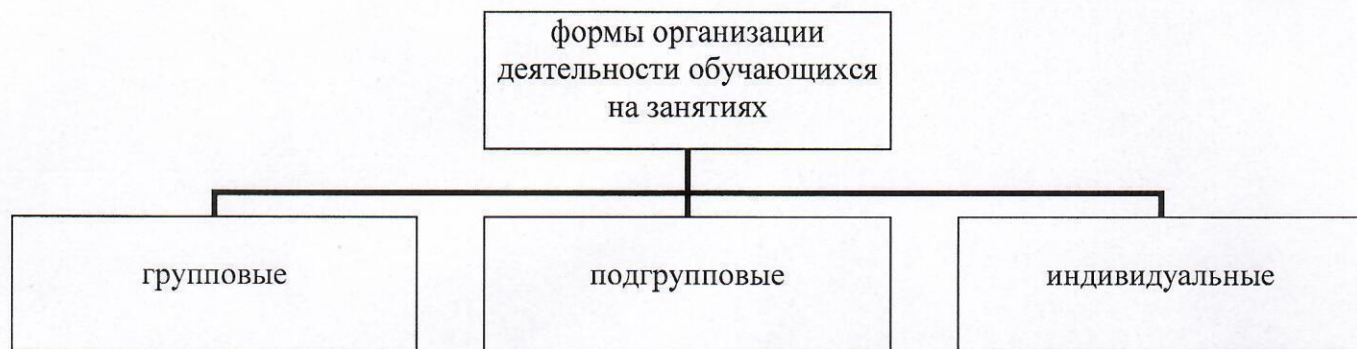 формы организации
деятельности обучающихся
на занятиях
групповые
подгрупповые
индивидуальные